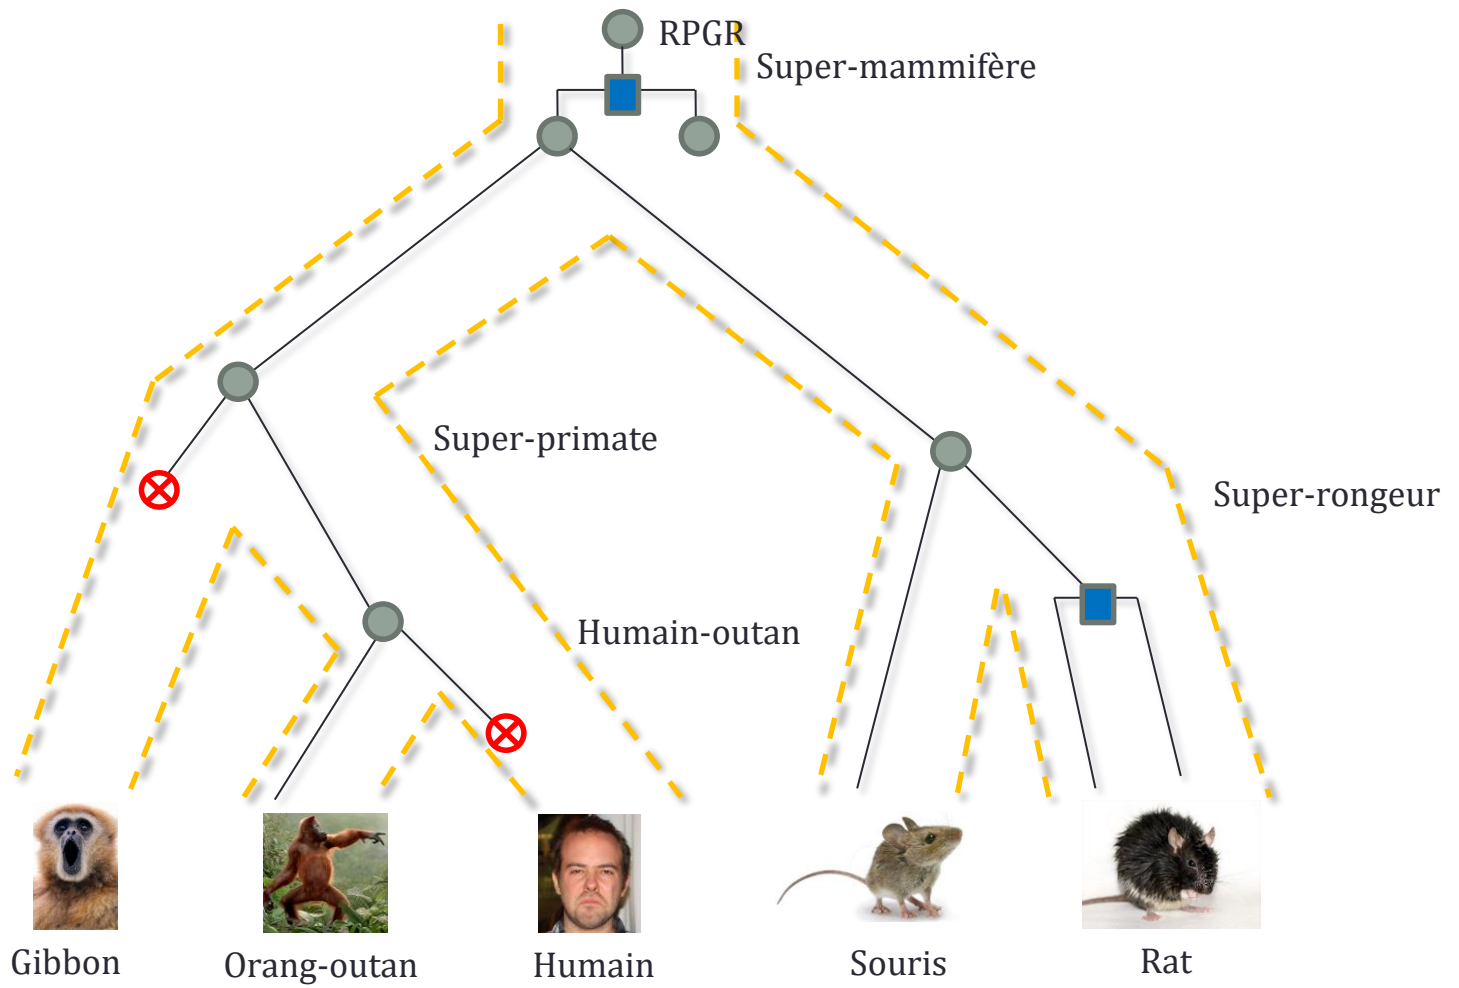 RPGR
Super-mammifère
Super-primate
Super-rongeur
Humain-outan
Gibbon
Orang-outan
Humain
Souris
Rat